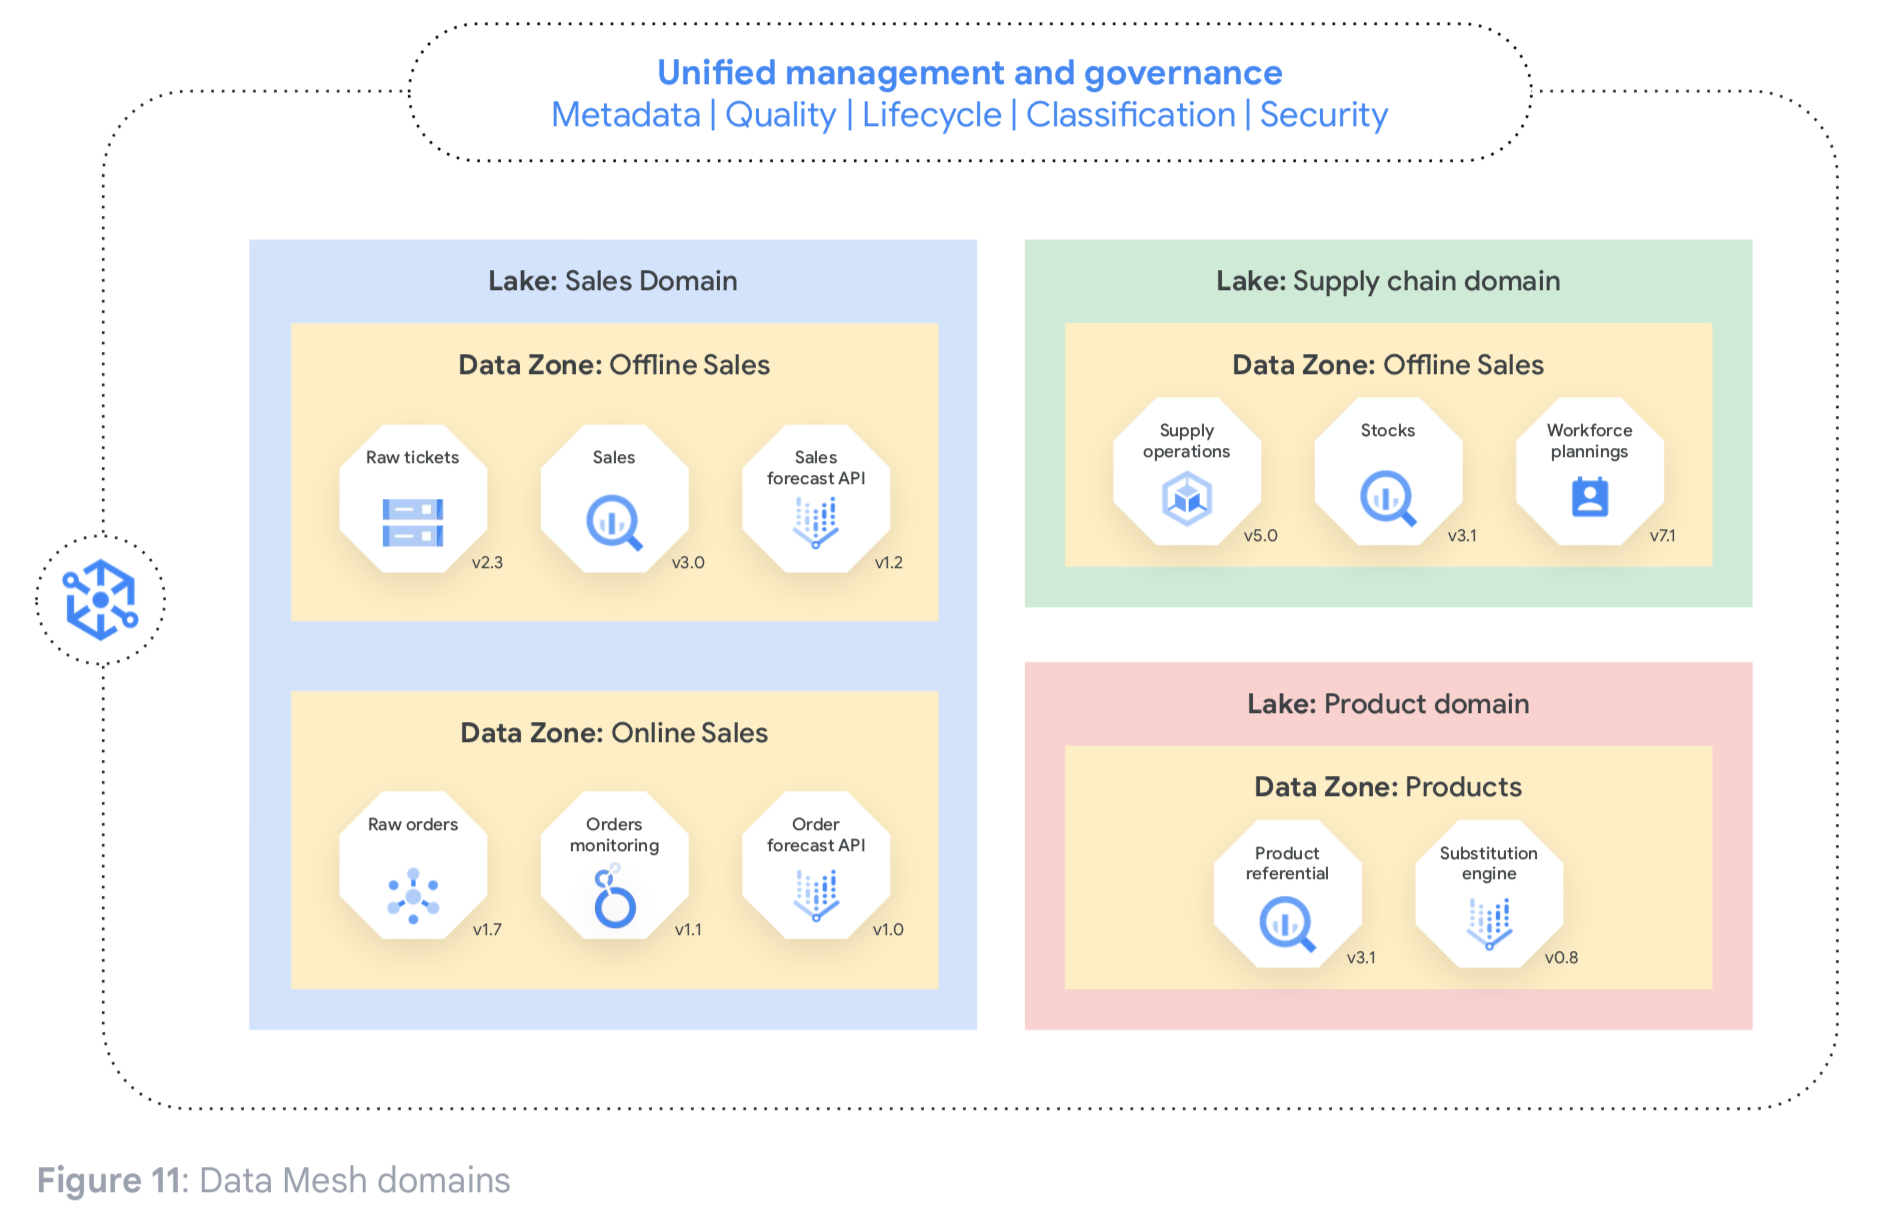 Unified management and governance
Metadata | Quality | Lifecycle | Classification | Security
Lake: Sales Domain
Data Zone: Offline Sales
Raw tickets
v2.3
Sales
v3.0
Sales
forecast API
v1.2
Data Zone: Online Sales
Raw orders
v1.7
Orders
monitoring
v1.1
Order
forecast API
v1.0
Lake: Supply chain domain
Data Zone: Offline Sales
Supply
operations
v5.0
Stocks
v3.1
Workforce
plannings
v7.1
Lake: Product domain
Data Zone: Products
Product
referential
v3.1
Substitution
engine
v0.8
Figure 11: Data Mesh domains